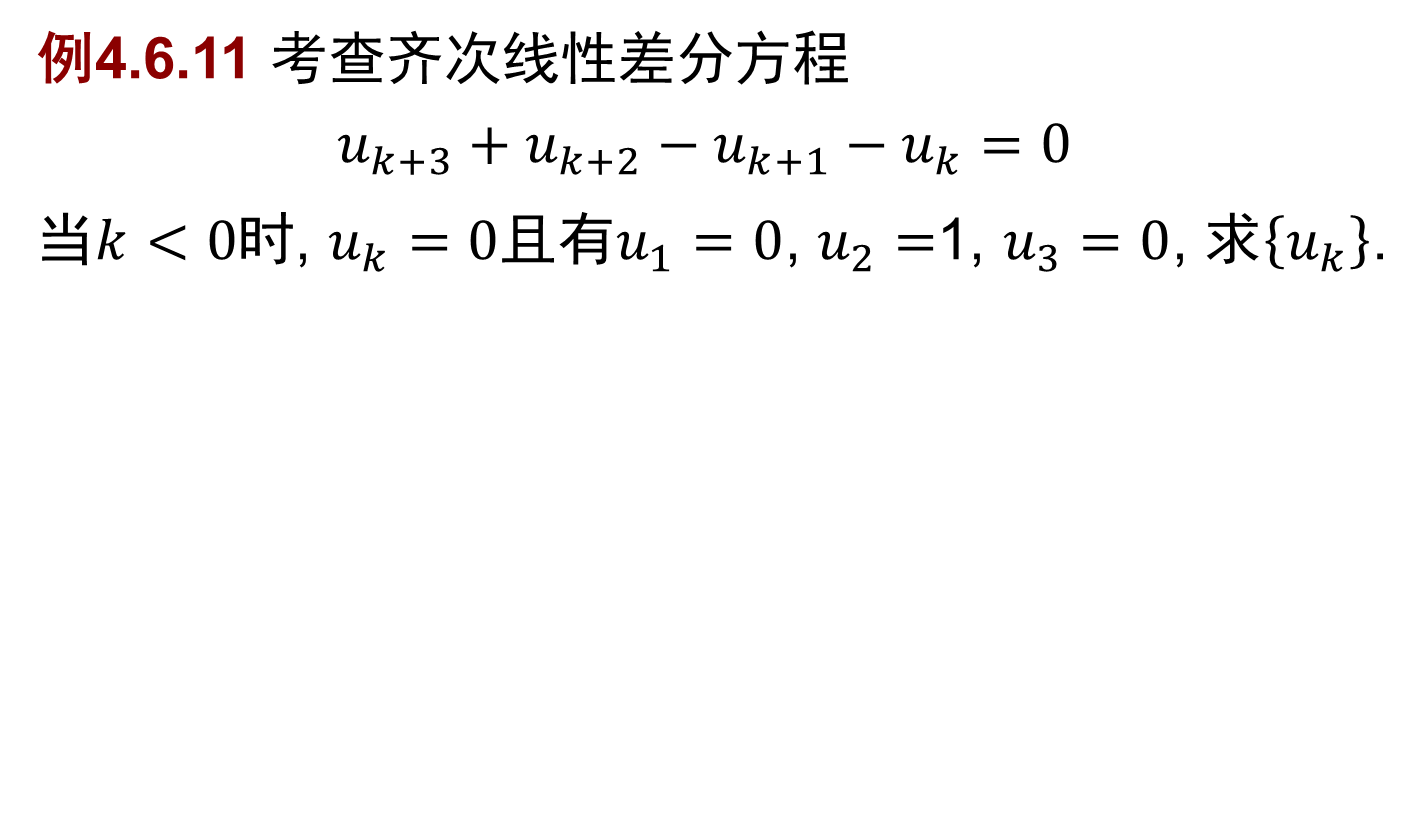 例4.6.11 考查齐次线性差分方程
u_{k+3} + u_{k+2} − u_{k+1} − u_k = 0
当k < 0时, u_k = 0且有u_1 = 0, u_2 =1, u_3 = 0, 求{u_k}.